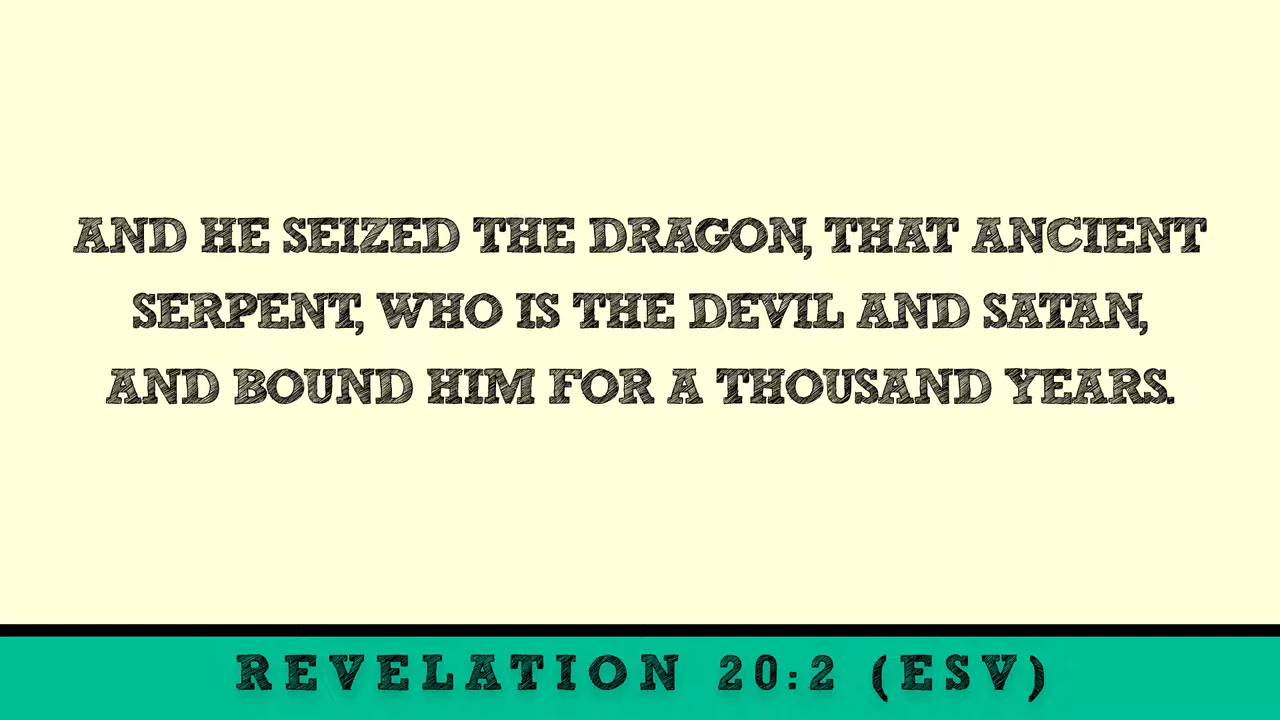 AND HE SEIZED THE DRAGON, THAT ANCIENT
SERPENT, WHO IS THE DEVIL AND SATAN,
AND BOUND HIM FOR A THOUSAND YEARS.
REVELATION 20:2 (ESV)